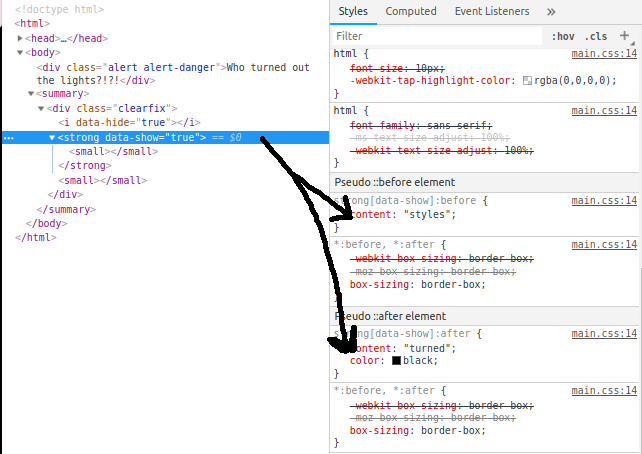 <!doctype html>
<html>
<head>…</head>
<body>
<div class="alert alert-danger">Who turned out
the lights?!?!</div>
<summary>
<div class="clearfix">
<i data-hide="true"></i>
… <strong data-show="true"> == $0
<small></small>
</strong>
<small></small>
</div>
</summary>
</body>
</html>
Styles Computed Event Listeners »
Filter :hov .cls +
html { main.css:14
font-size: 10px;
-webkit-tap-highlight-color: rgba(0,0,0,0);
}
html { main.css:14
font-family: sans-serif;
-ms-text-size-adjust: 100%;
-webkit-text-size-adjust: 100%;
}
Pseudo ::before element
strong[data-show]:before { main.css:14
content: "styles";
}
*:before, *:after { main.css:14
-webkit-box-sizing: border-box;
-moz-box-sizing: border-box;
box-sizing: border-box;
}
Pseudo ::after element
strong[data-show]:after { main.css:14
content: "turned";
color: black;
}
*:before, *:after { main.css:14
-webkit-box-sizing: border-box;
-moz-box-sizing: border-box;
box-sizing: border-box;
}